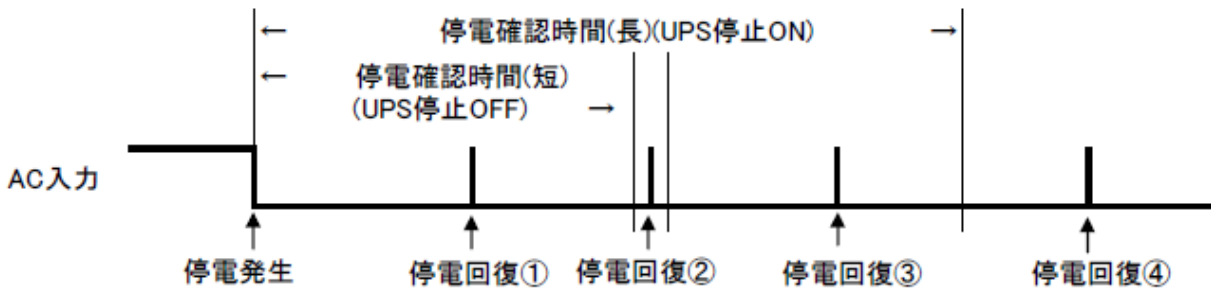 ← 停電確認時間(長)(UPS停止ON) →
← 停電確認時間(短)
(UPS停止OFF) →
AC入力
停電発生 停電回復① 停電回復② 停電回復③ 停電回復④